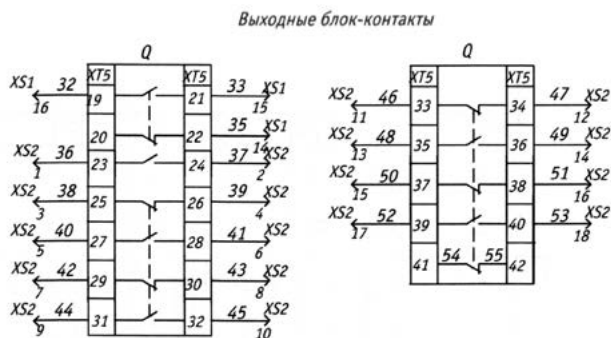 Выходные блок-контакты
Q
XT5 XT5
XS1 32 19 21 33 XS1
16 15
20 22 35 XS1
14
XS2 36 23 24 37 XS2
1 2
XS2 38 25 26 39 XS2
3 4
XS2 40 27 28 41 XS2
5 6
XS2 42 29 30 43 XS2
7 8
XS2 44 31 32 45 XS2
9 10
Q
XT5 XT5
XS2 46 33 34 47 XS2
11 12
XS2 48 35 36 49 XS2
13 14
XS2 50 37 38 51 XS2
15 16
XS2 52 39 40 53 XS2
17 18
41 54 55 42